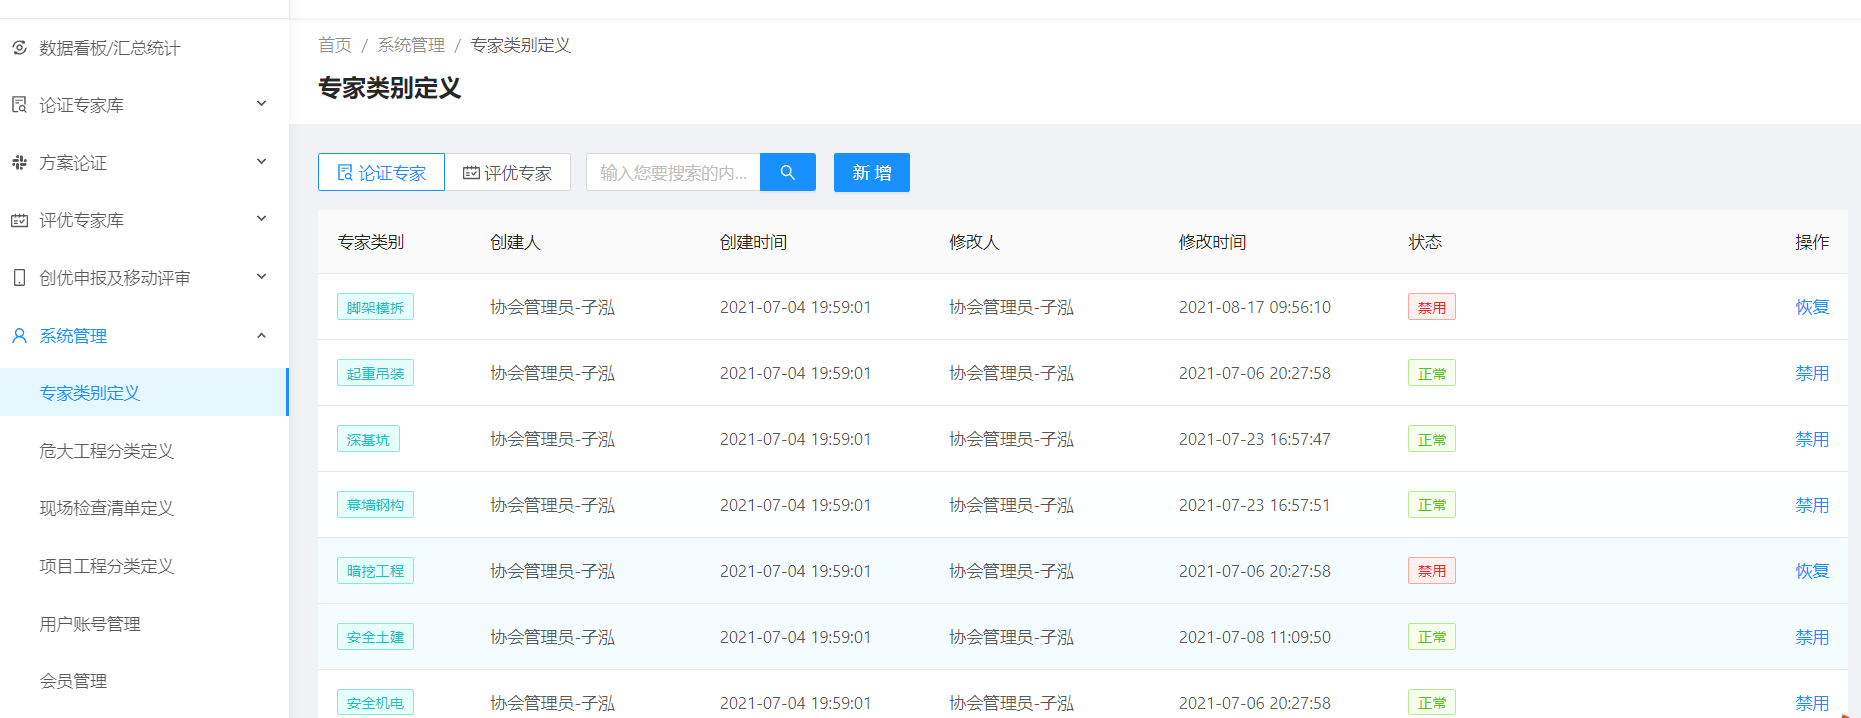 数据看板/汇总统计
论证专家库
方案论证
评优专家库
创优申报及移动评审
系统管理
专家类别定义
危大工程分类定义
现场检查清单定义
项目工程分类定义
用户账号管理
会员管理
首页 / 系统管理 / 专家类别定义
专家类别定义
论证专家 评优专家 输入您要搜索的内... 新 增
专家类别 创建人 创建时间 修改人 修改时间 状态 操作
脚架模拆 协会管理员-子泓 2021-07-04 19:59:01 协会管理员-子泓 2021-08-17 09:56:10 禁用 恢复
起重吊装 协会管理员-子泓 2021-07-04 19:59:01 协会管理员-子泓 2021-07-06 20:27:58 正常 禁用
深基坑 协会管理员-子泓 2021-07-04 19:59:01 协会管理员-子泓 2021-07-23 16:57:47 正常 禁用
幕墙钢构 协会管理员-子泓 2021-07-04 19:59:01 协会管理员-子泓 2021-07-23 16:57:51 正常 禁用
暗挖工程 协会管理员-子泓 2021-07-04 19:59:01 协会管理员-子泓 2021-07-06 20:27:58 禁用 恢复
安全土建 协会管理员-子泓 2021-07-04 19:59:01 协会管理员-子泓 2021-07-08 11:09:50 正常 禁用
安全机电 协会管理员-子泓 2021-07-04 19:59:01 协会管理员-子泓 2021-07-06 20:27:58 正常 禁用